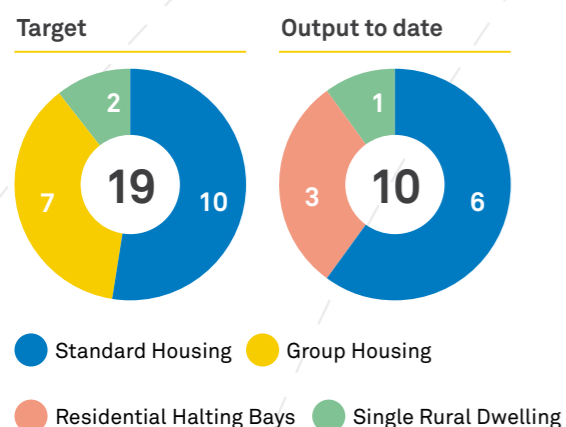 Target
Output to date
2
7
19
10
1
3
10
6
Standard Housing
Group Housing
Residential Halting Bays
Single Rural Dwelling